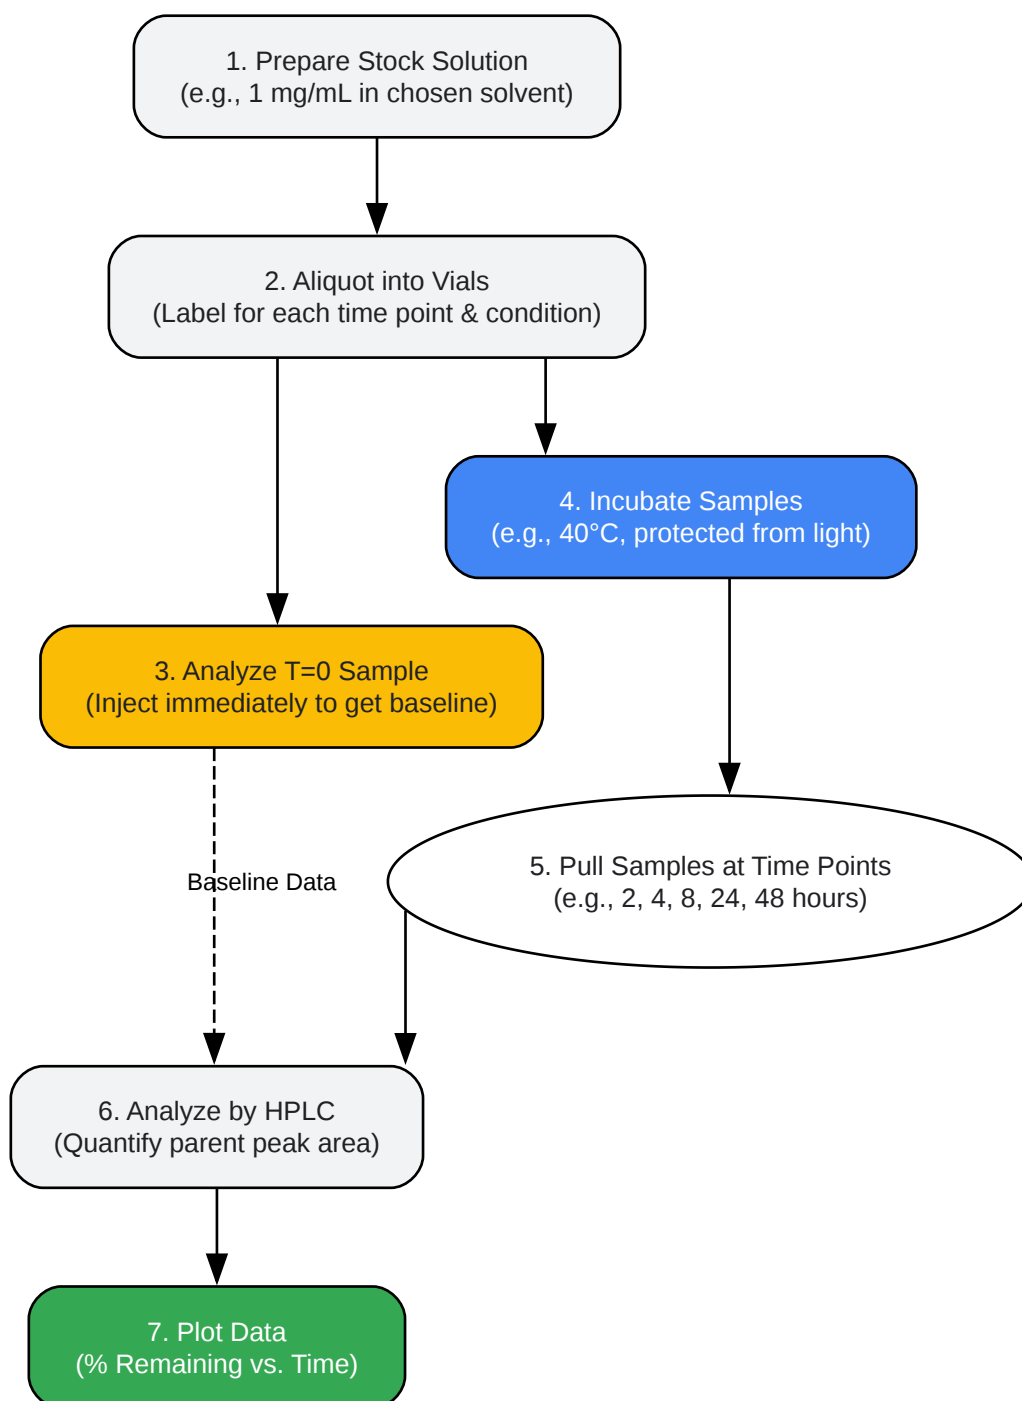 1. Prepare Stock Solution
(e.g., 1 mg/mL in chosen solvent)
2. Aliquot into Vials
(Label for each time point & condition)
4. Incubate Samples
(e.g., 40°C, protected from light)
3. Analyze T=0 Sample
(Inject immediately to get baseline)
5. Pull Samples at Time Points
(e.g., 2, 4, 8, 24, 48 hours)
Baseline Data
6. Analyze by HPLC
(Quantify parent peak area)
7. Plot Data
(% Remaining vs. Time)